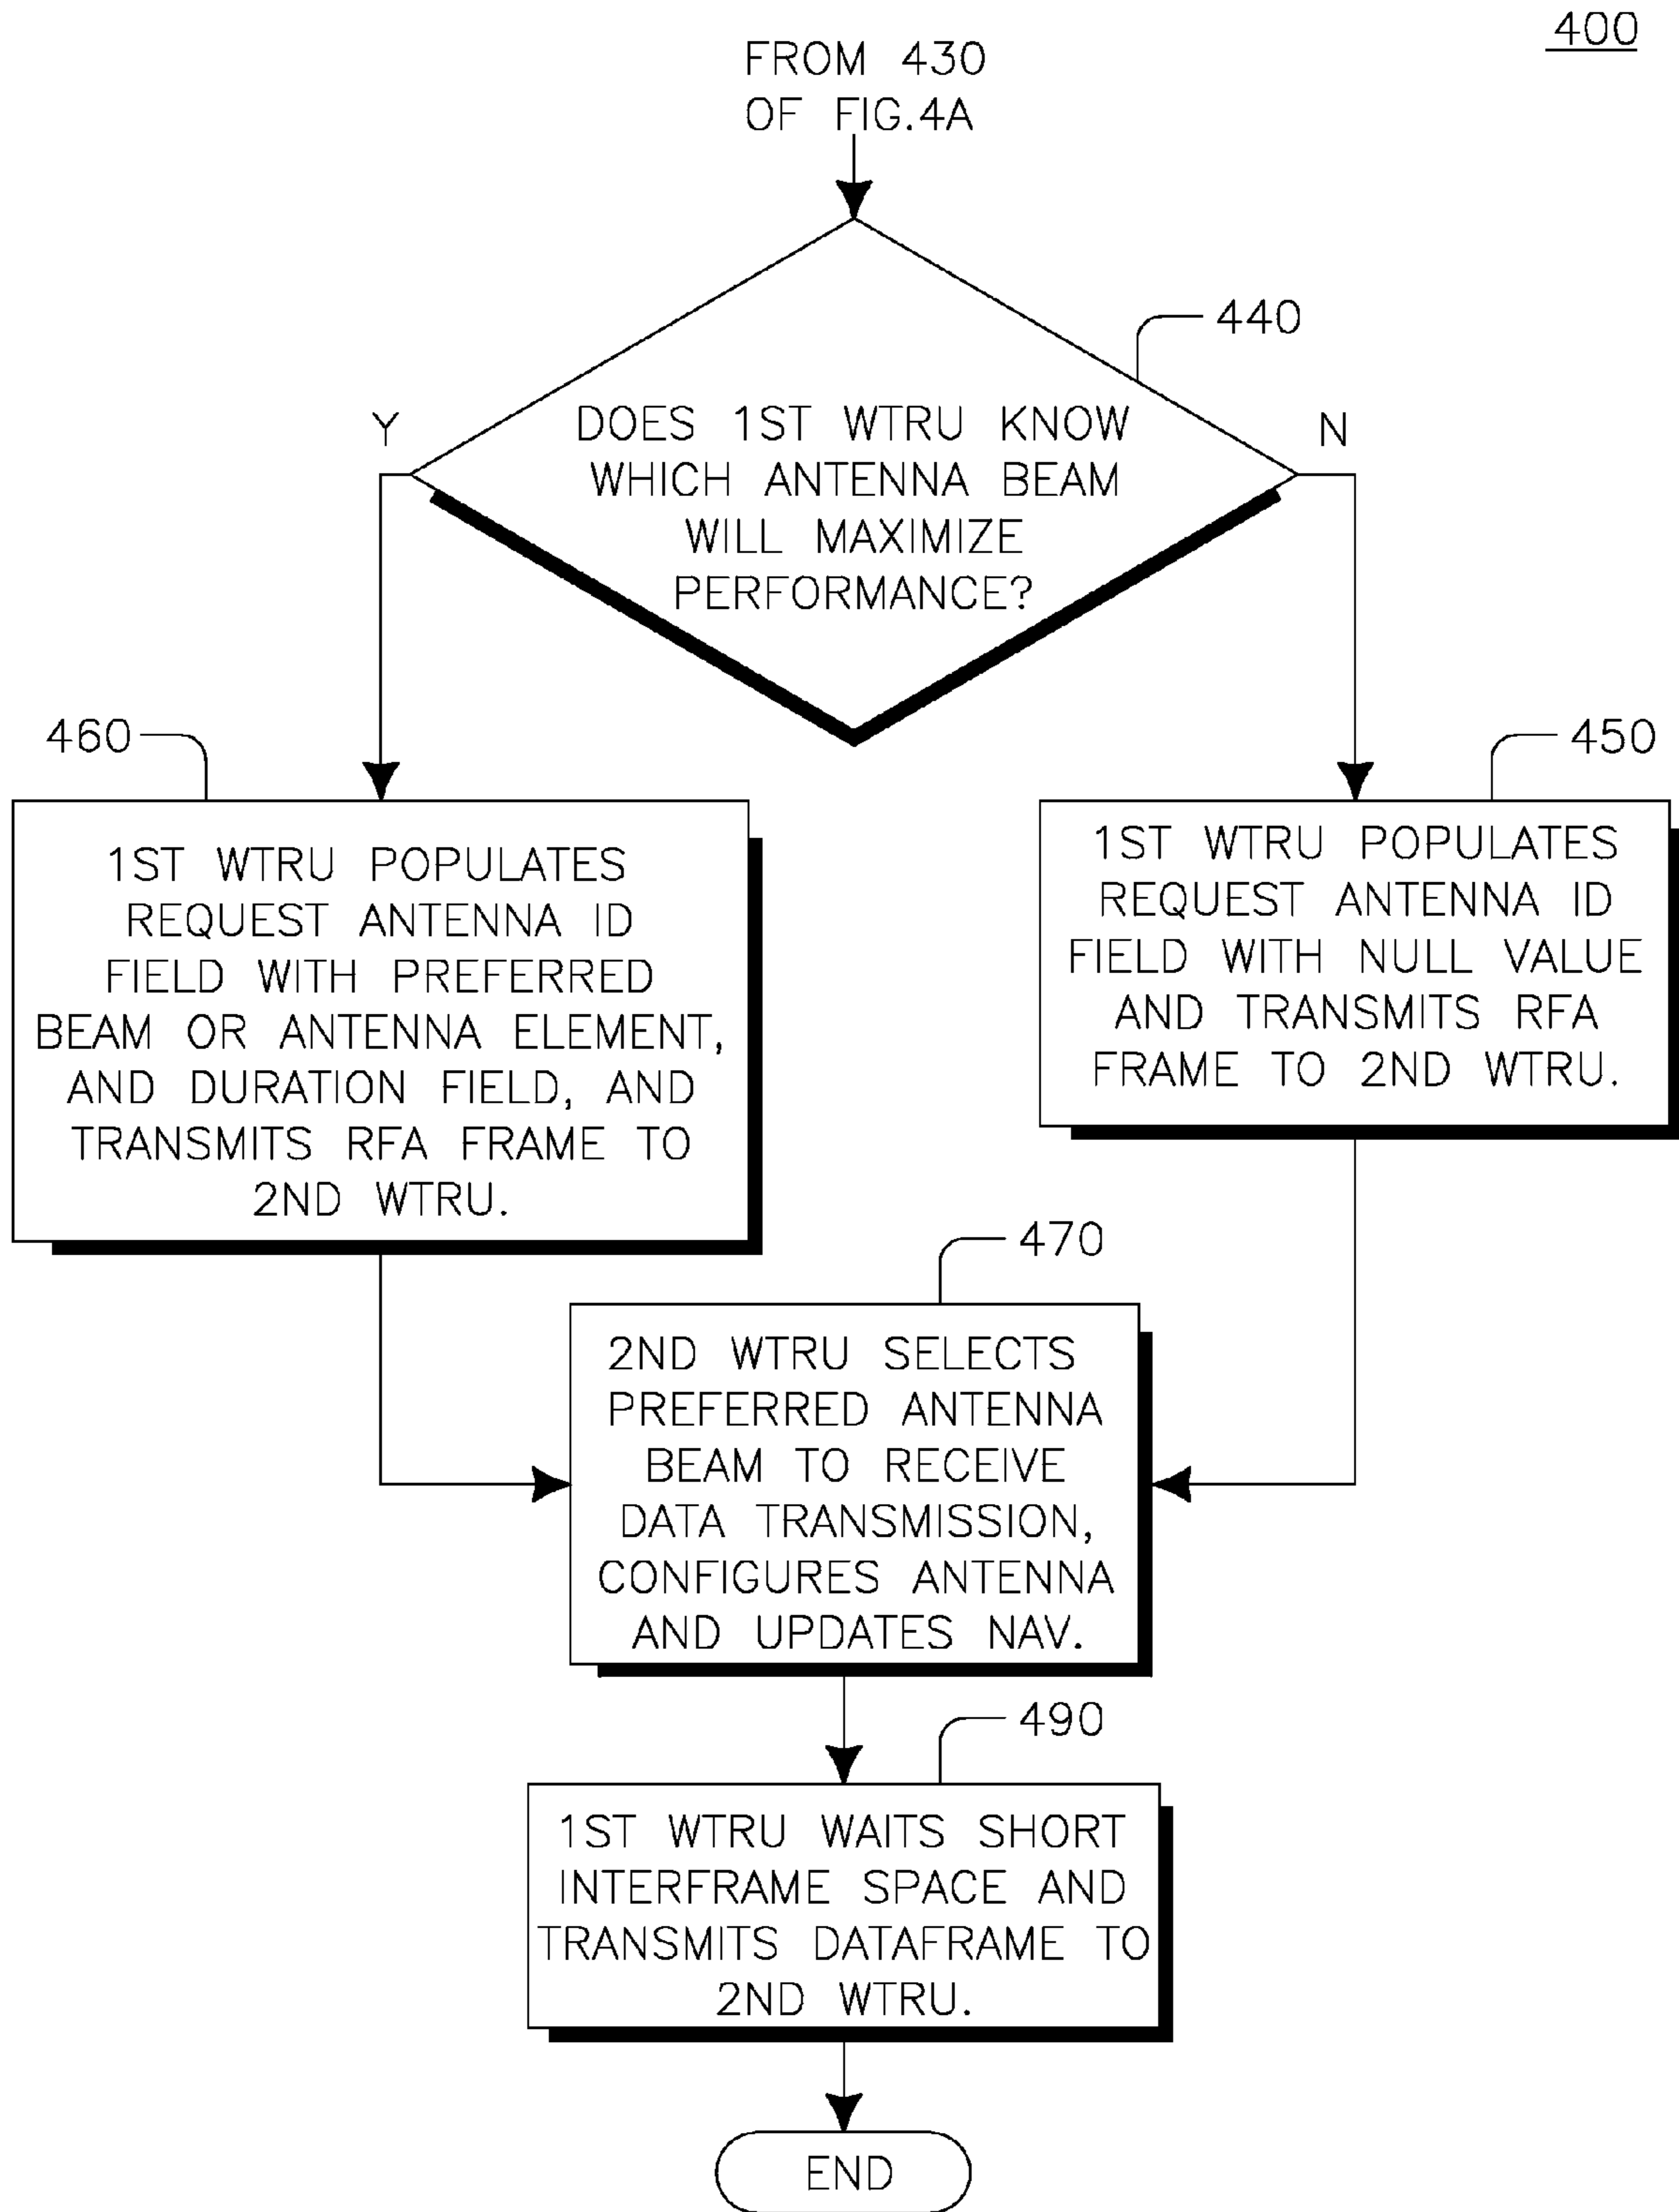 400
FROM 430
OF FIG.4A
440
DOES 1ST WTRU KNOW
WHICH ANTENNA BEAM
WILL MAXIMIZE
PERFORMANCE?
Y
N
460
1ST WTRU POPULATES
REQUEST ANTENNA ID
FIELD WITH PREFERRED
BEAM OR ANTENNA ELEMENT,
AND DURATION FIELD, AND
TRANSMITS RFA FRAME TO
2ND WTRU.
450
1ST WTRU POPULATES
REQUEST ANTENNA ID
FIELD WITH NULL VALUE
AND TRANSMITS RFA
FRAME TO 2ND WTRU.
470
2ND WTRU SELECTS
PREFERRED ANTENNA
BEAM TO RECEIVE
DATA TRANSMISSION,
CONFIGURES ANTENNA
AND UPDATES NAV.
490
1ST WTRU WAITS SHORT
INTERFRAME SPACE AND
TRANSMITS DATAFRAME TO
2ND WTRU.
END